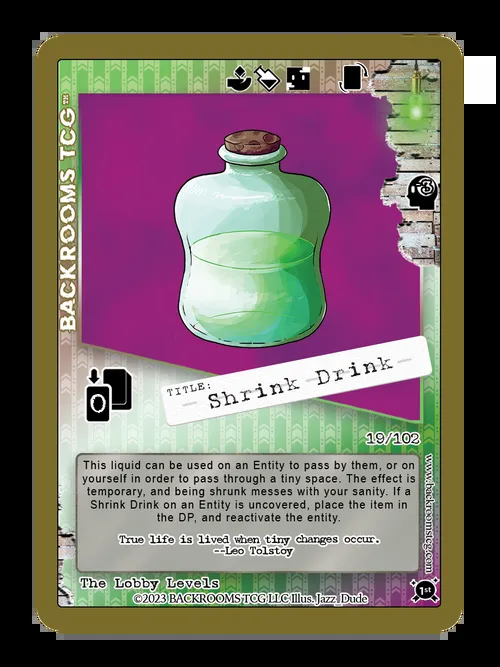 BACKROOMS TCG™
3
TITLE:
Shrink Drink
0
19/102
This liquid can be used on an Entity to pass by them, or on
yourself in order to pass through a tiny space. The effect is
temporary, and being shrunk messes with your sanity. If a
Shrink Drink on an Entity is uncovered, place the item in
the DP, and reactivate the entity.
True life is lived when tiny changes occur.
--Leo Tolstoy
www.backroomstcg.com
The Lobby Levels
©2023 BACKROOMS TCG LLC Illus. Jazz_Dude
1st